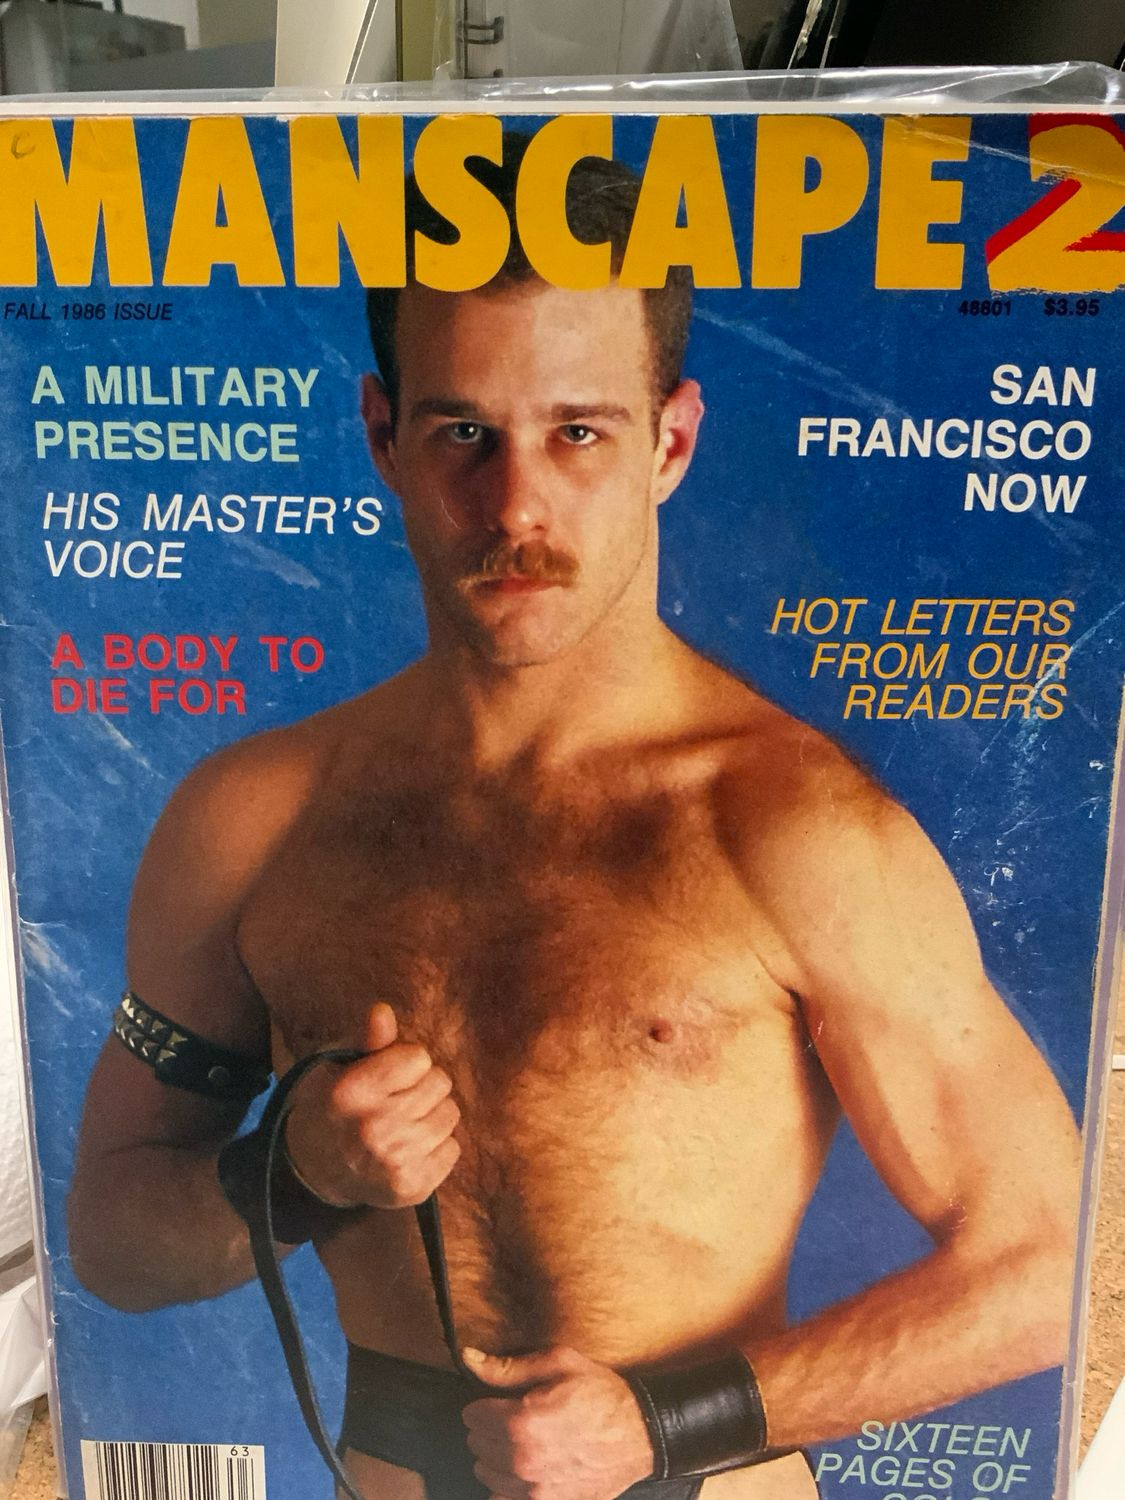 MANSCAPE 2
FALL 1986 ISSUE
48801 $3.95
A MILITARY
PRESENCE
HIS MASTER'S
VOICE
A BODY TO
DIE FOR
SAN
FRANCISCO
NOW
HOT LETTERS
FROM OUR
READERS
63
SIXTEEN
PAGES OF